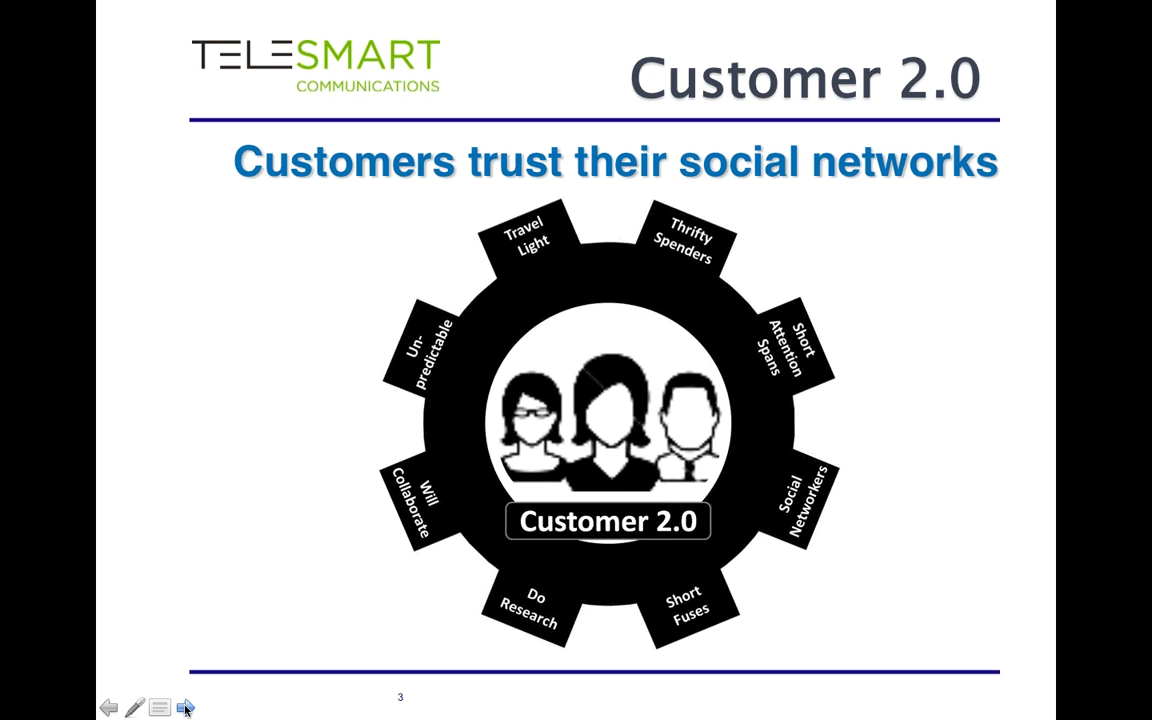 TELESMART
COMMUNICATIONS
Customer 2.0
Customers trust their social networks
Travel
Light
Thrifty
Spenders
Un-
predictable
Short
Attention
Spans
Will
Collaborate
Social
Networkers
Customer 2.0
Do
Research
Short
Fuses
3